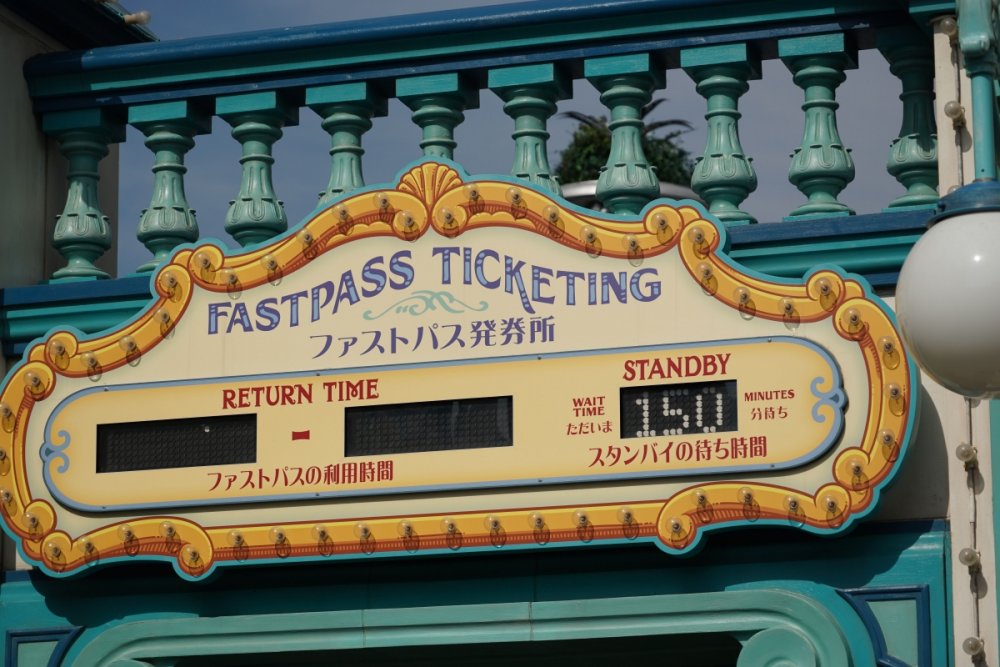 FASTPASS TICKETING
ファストパス発券所
RETURN TIME
-
ファストパスの利用時間
STANDBY
WAIT
TIME
ただいま
150
MINUTES
分待ち
スタンバイの待ち時間